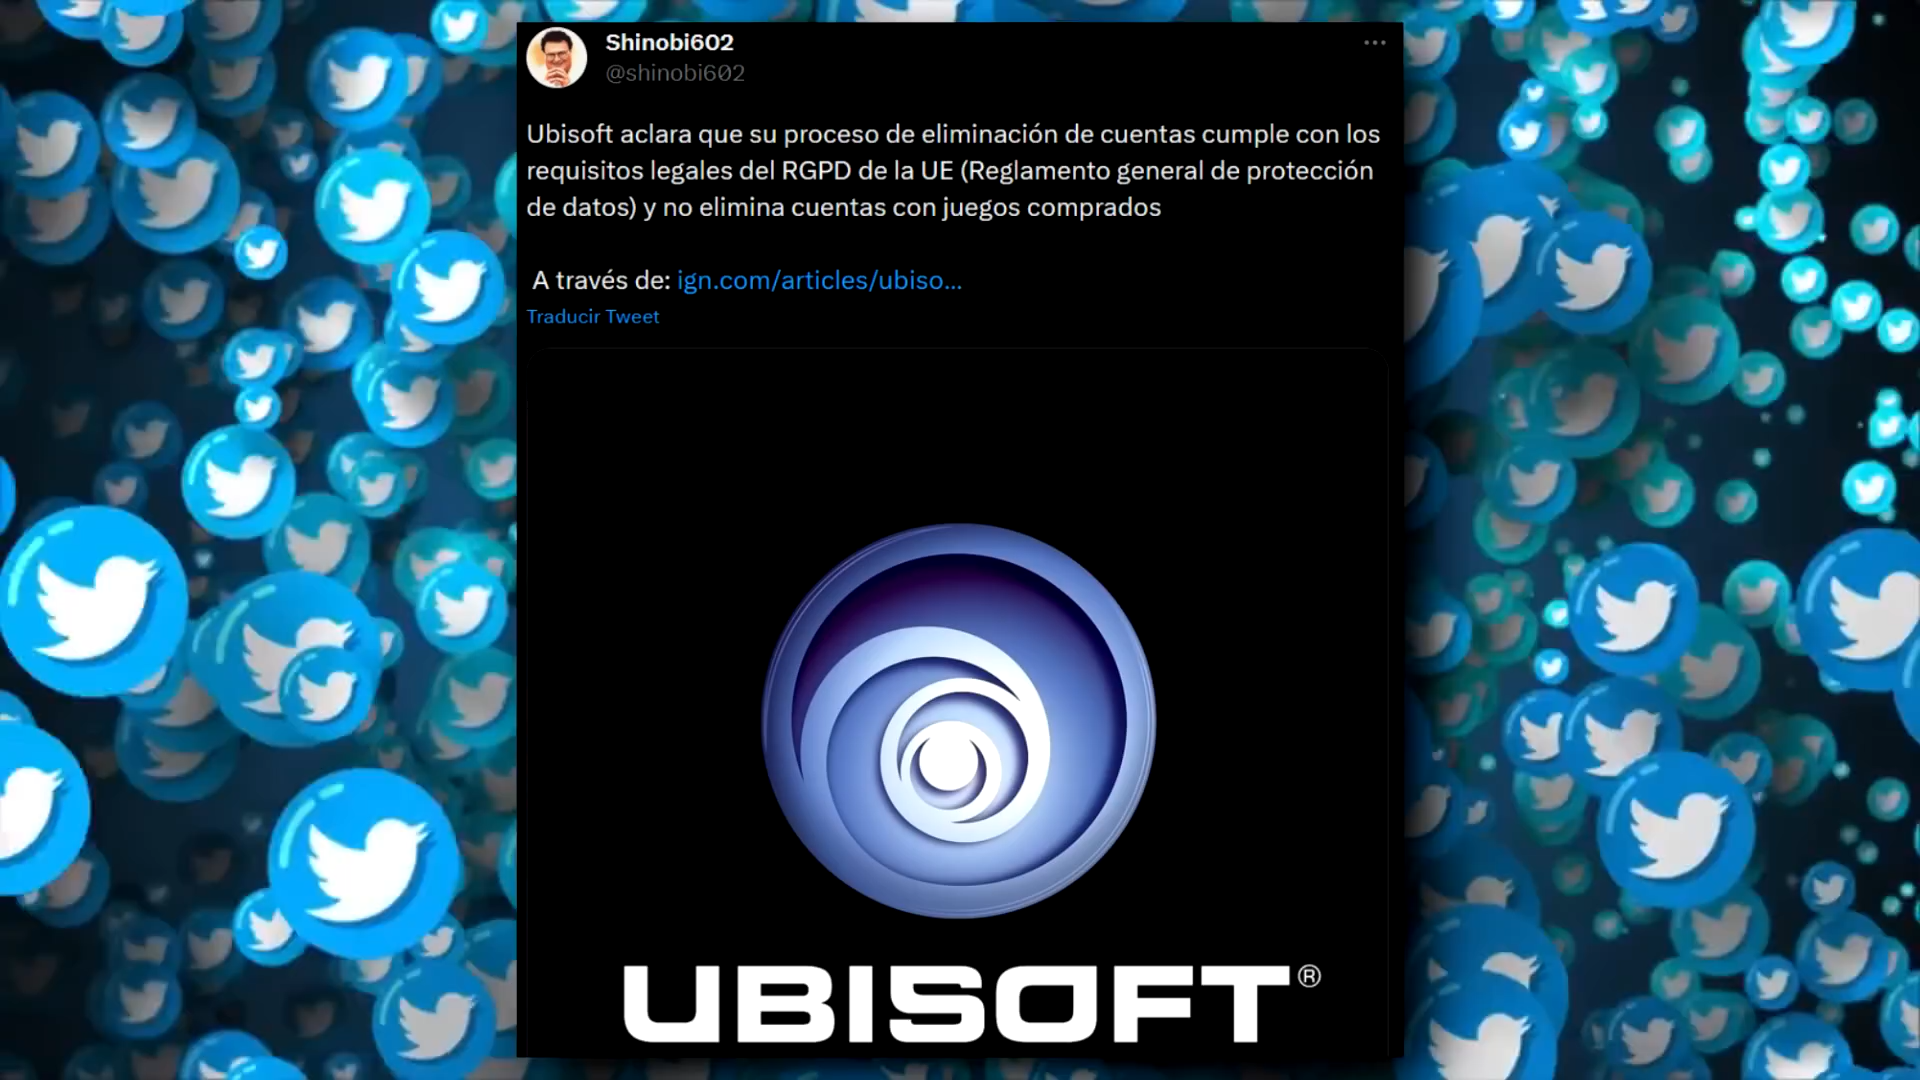 Shinobi602
@shinobi602
Ubisoft aclara que su proceso de eliminación de cuentas cumple con los
requisitos legales del RGPD de la UE (Reglamento general de protección
de datos) y no elimina cuentas con juegos comprados
A través de: ign.com/articles/ubiso...
Traducir Tweet
UBISOFT®